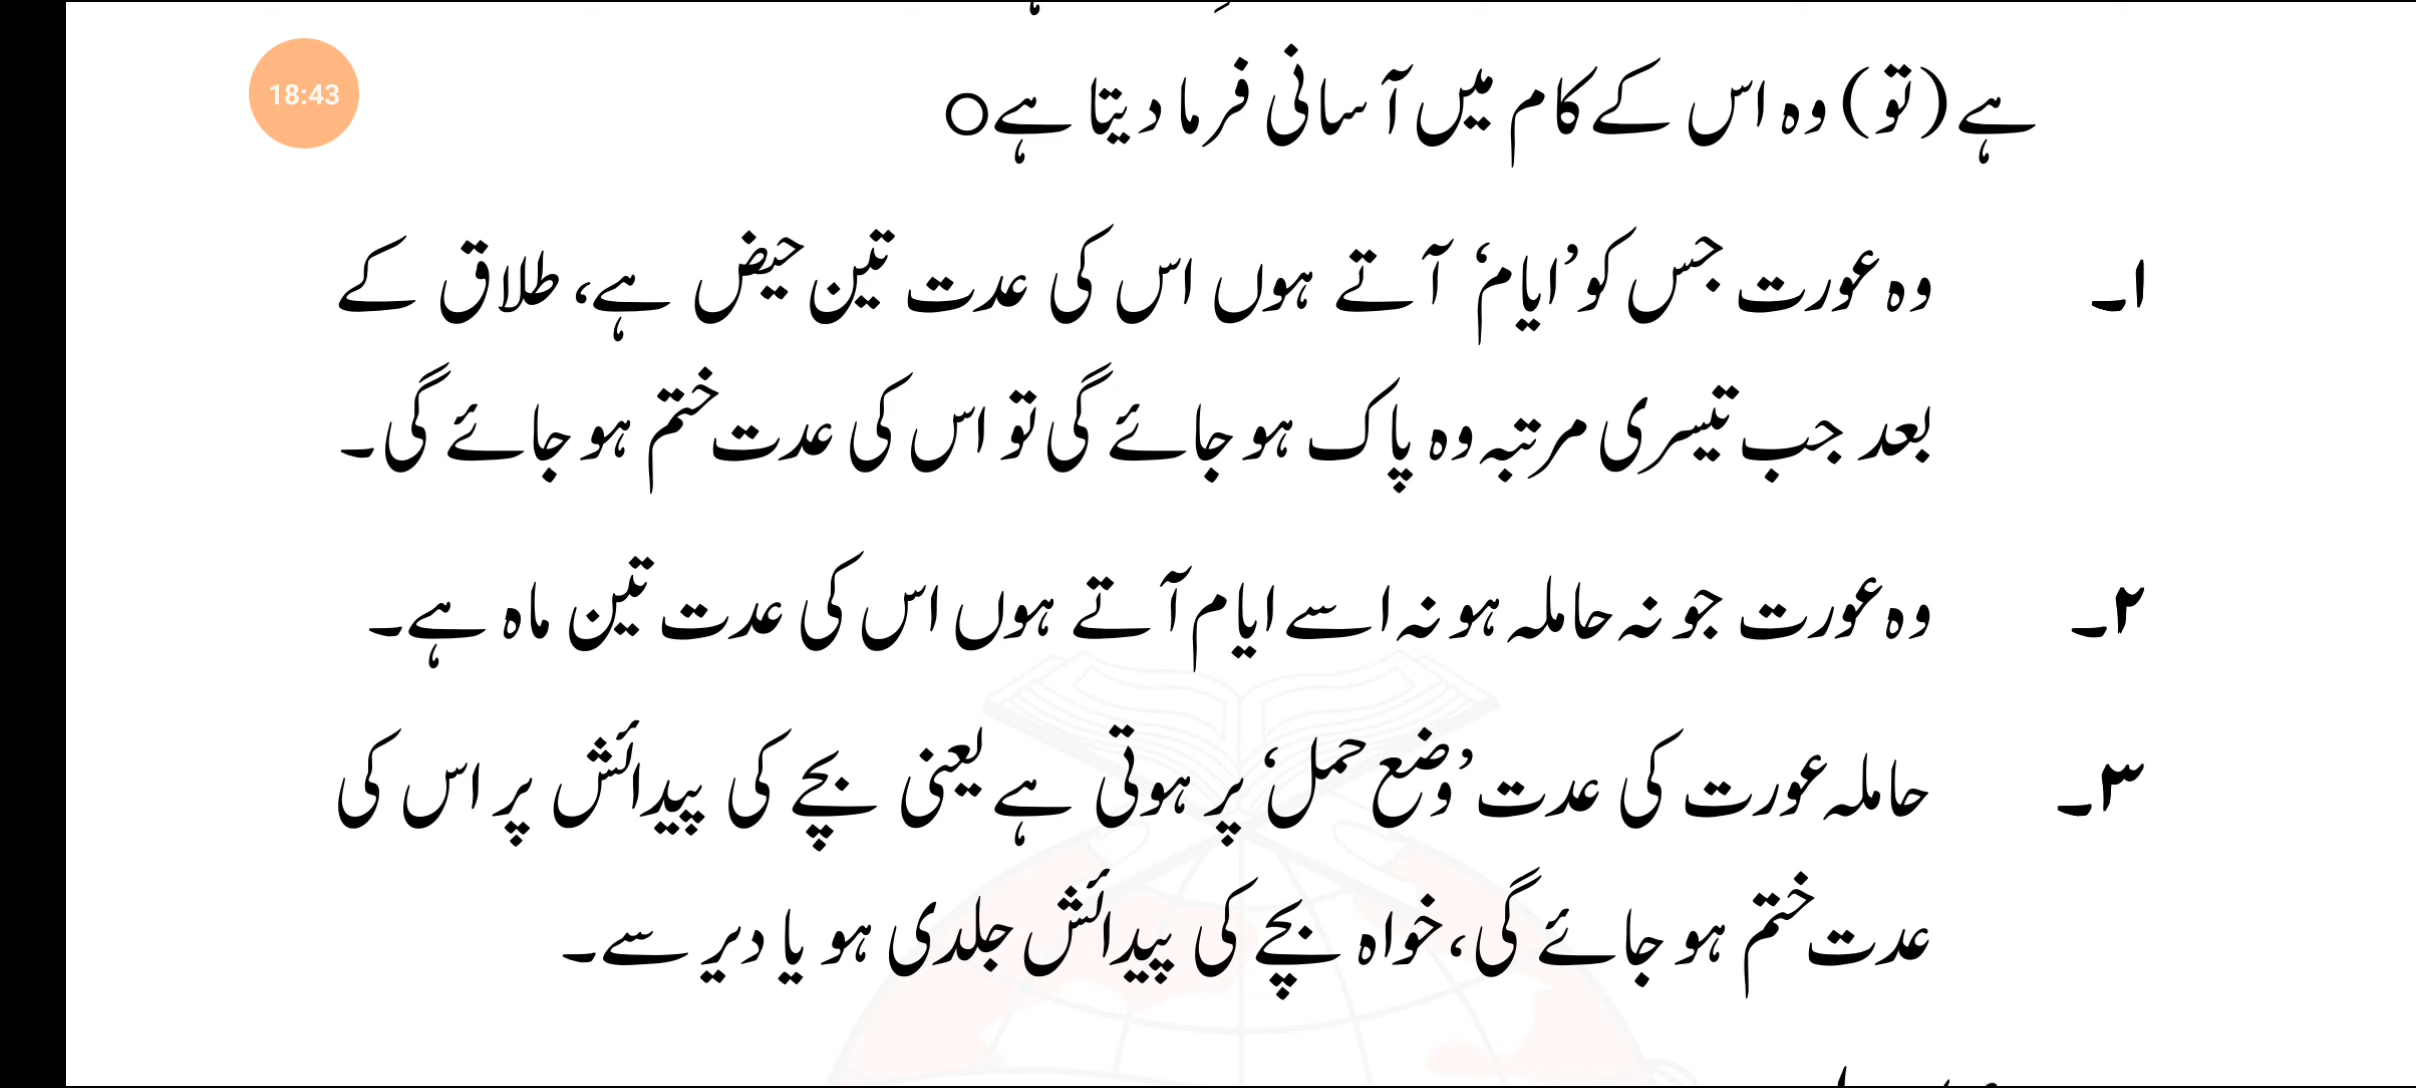 18:43
ہے (تو) وہ اس کے کام میں آسانی فرما دیتا ہے○
۱۔ وہ عورت جس کو ’ایام‘ آتے ہوں اس کی عدت تین حیض ہے، طلاق کے
بعد جب تیسری مرتبہ وہ پاک ہو جائے گی تو اس کی عدت ختم ہو جائے گی۔
۲۔ وہ عورت جو نہ حاملہ ہو نہ اسے ایام آتے ہوں اس کی عدت تین ماہ ہے۔
۳۔ حاملہ عورت کی عدت ’وضع حمل‘ پر ہوتی ہے یعنی بچے کی پیدائش پر اس کی
عدت ختم ہو جائے گی، خواہ بچے کی پیدائش جلدی ہو یا دیر سے۔